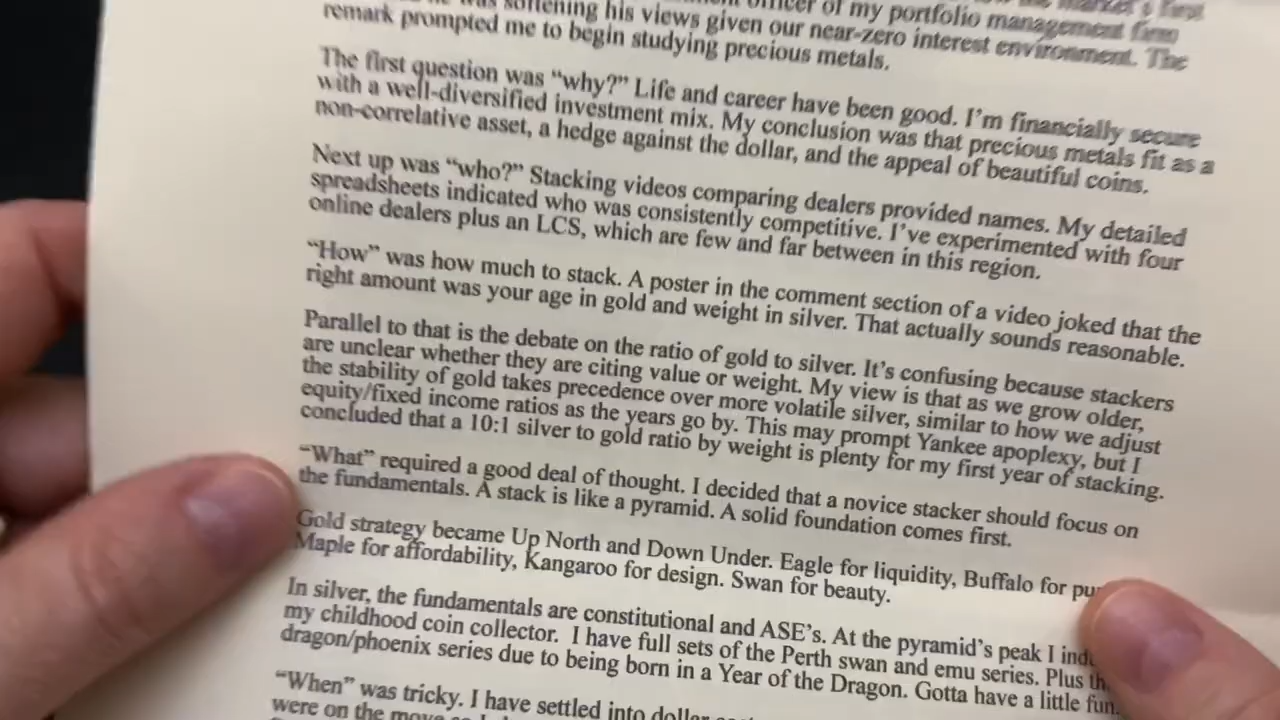 the market's first
he was softening his views given our near-zero interest environment. The
officer of my portfolio management firm
remark prompted me to begin studying precious metals.
The first question was "why?" Life and career have been good. I'm financially secure
with a well-diversified investment mix. My conclusion was that precious metals fit as a
non-correlative asset, a hedge against the dollar, and the appeal of beautiful coins.
Next up was "who?" Stacking videos comparing dealers provided names. My detailed
spreadsheets indicated who was consistently competitive. I've experimented with four
online dealers plus an LCS, which are few and far between in this region.
"How" was how much to stack. A poster in the comment section of a video joked that the
right amount was your age in gold and weight in silver. That actually sounds reasonable.
Parallel to that is the debate on the ratio of gold to silver. It's confusing because stackers
are unclear whether they are citing value or weight. My view is that as we grow older,
the stability of gold takes precedence over more volatile silver, similar to how we adjust
equity/fixed income ratios as the years go by. This may prompt Yankee apoplexy, but I
concluded that a 10:1 silver to gold ratio by weight is plenty for my first year of stacking.
"What" required a good deal of thought. I decided that a novice stacker should focus on
the fundamentals. A stack is like a pyramid. A solid foundation comes first.
Gold strategy became Up North and Down Under. Eagle for liquidity, Buffalo for
Maple for affordability, Kangaroo for design. Swan for beauty.
In silver, the fundamentals are constitutional and ASE's. At the pyramid's peak I
my childhood coin collector. I have full sets of the Perth swan and emu series. Plus
dragon/phoenix series due to being born in a Year of the Dragon. Gotta have a little fun.
"When" was tricky. I have settled into
were on the move